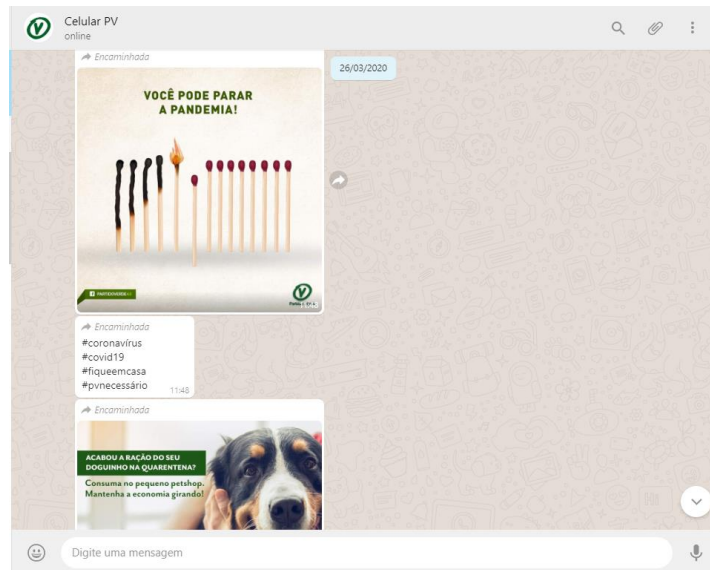 Celular PV
online
Encaminhada
26/03/2020
VOCÊ PODE PARAR
A PANDEMIA!
Encaminhada
#coronavírus
#covid19
#fiqueemcasa
#pvnecessário
11:48
Encaminhada
ACABOU A RAÇÃO DO SEU
DOGUINHO NA QUARENTENA?
Consuma no pequeno petshop.
Mantenha a economia girando!
Digite uma mensagem